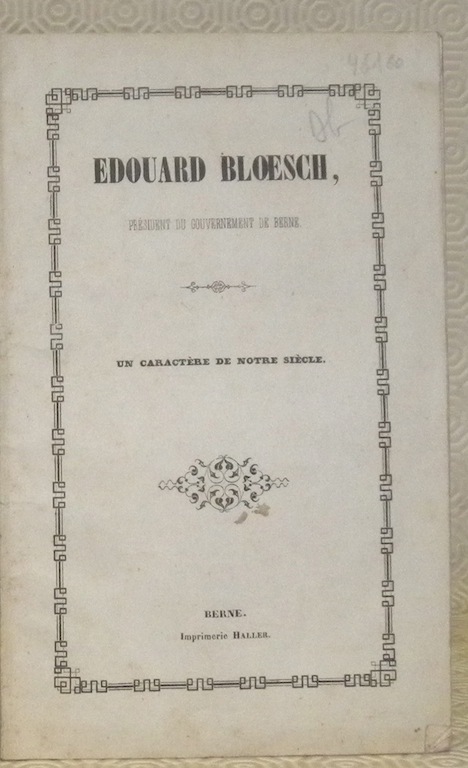 EDOUARD BLŒSCH,
PRÉSIDENT DU GOUVERNEMENT DE BERNE.
UN CARACTÈRE DE NOTRE SIÈCLE.
BERNE.
Imprimerie HALLER.